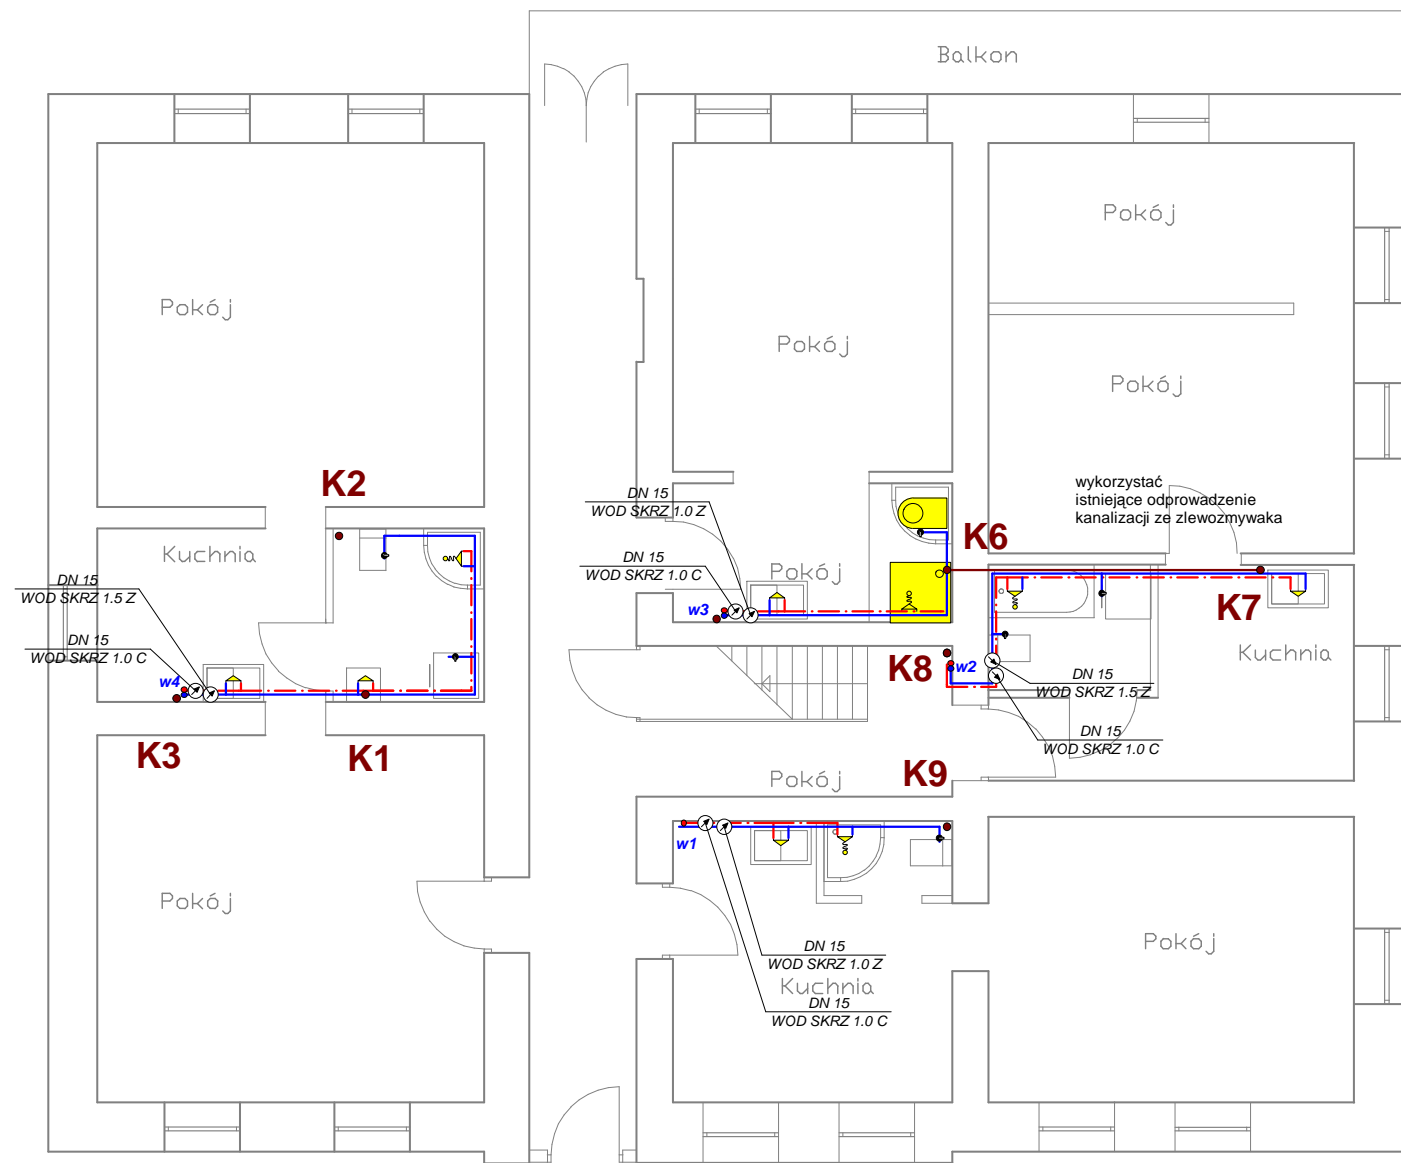 Balkon
Pokój
Pokój
Pokój
Pokój
K2
wykorzystać
istniejące odprowadzenie
kanalizacji ze zlewozmywaka
DN 15
WOD SKRZ 1.0 Z
K6
Kuchnia
DN 15
WOD SKRZ 1.0 C
Pokój
DN 15
WOD SKRZ 1.5 Z
w3
K7
DN 15
WOD SKRZ 1.0 C
w4
K8
w2
Kuchnia
DN 15
WOD SKRZ 1.5 Z
K3
K1
DN 15
WOD SKRZ 1.0 C
Pokój
K9
w1
Pokój
DN 15
WOD SKRZ 1.0 Z
Pokój
Kuchnia
DN 15
WOD SKRZ 1.0 C